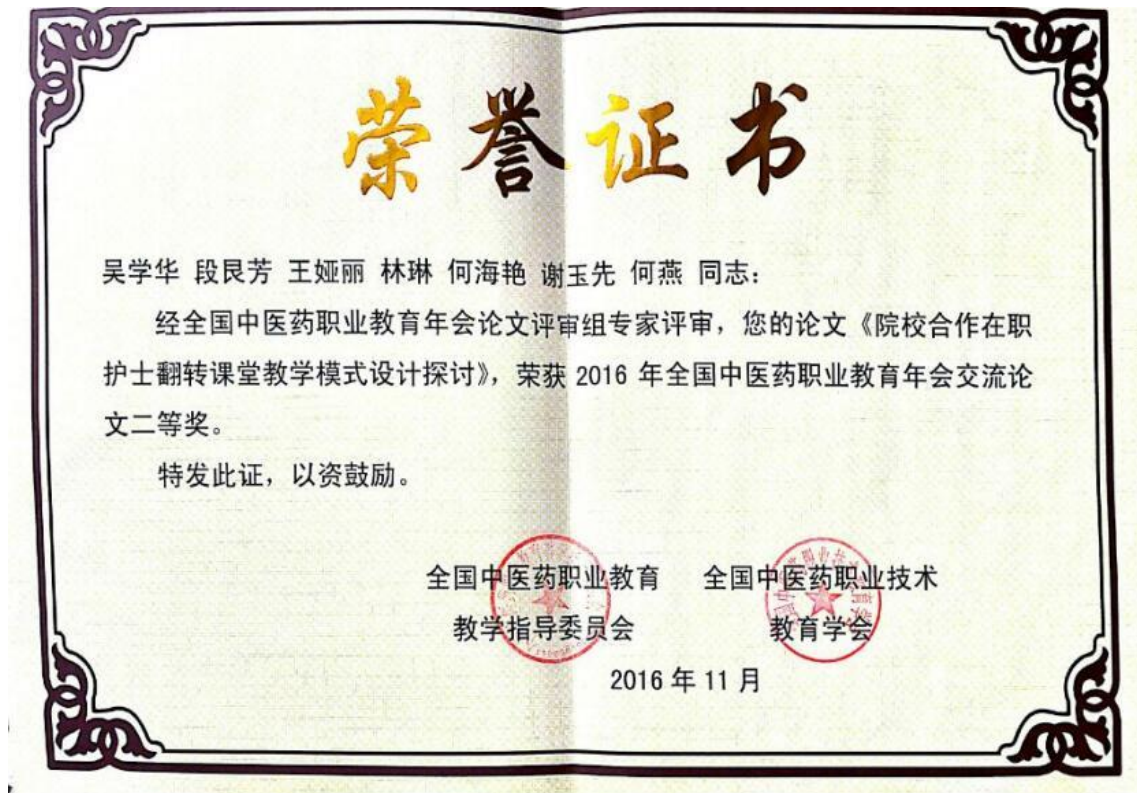 荣誉证书
吴学华 段艮芳 王娅丽 林琳 何海艳 谢玉先 何燕 同志：
经全国中医药职业教育年会论文评审组专家评审，您的论文《院校合作在职
护士翻转课堂教学模式设计探讨》，荣获 2016 年全国中医药职业教育年会交流论
文二等奖。
特发此证，以资鼓励。
全国中医药职业教育 全国中医药职业技术
教学指导委员会 教育学会
2016 年 11 月